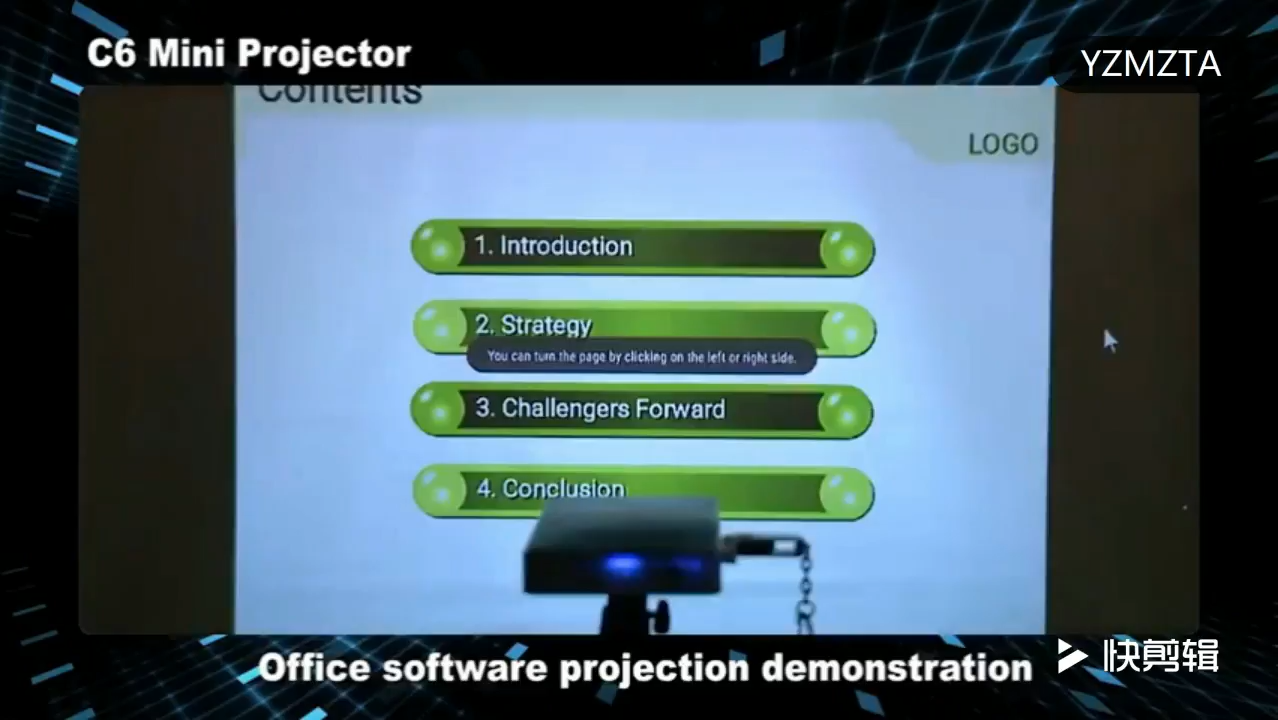 C6 Mini Projector
YZMZTA
Contents
LOGO
1. Introduction
2. Strategy
You can turn the page by clicking on the left or right side.
3. Challengers Forward
4. Conclusion
Office software projection demonstration
快剪辑